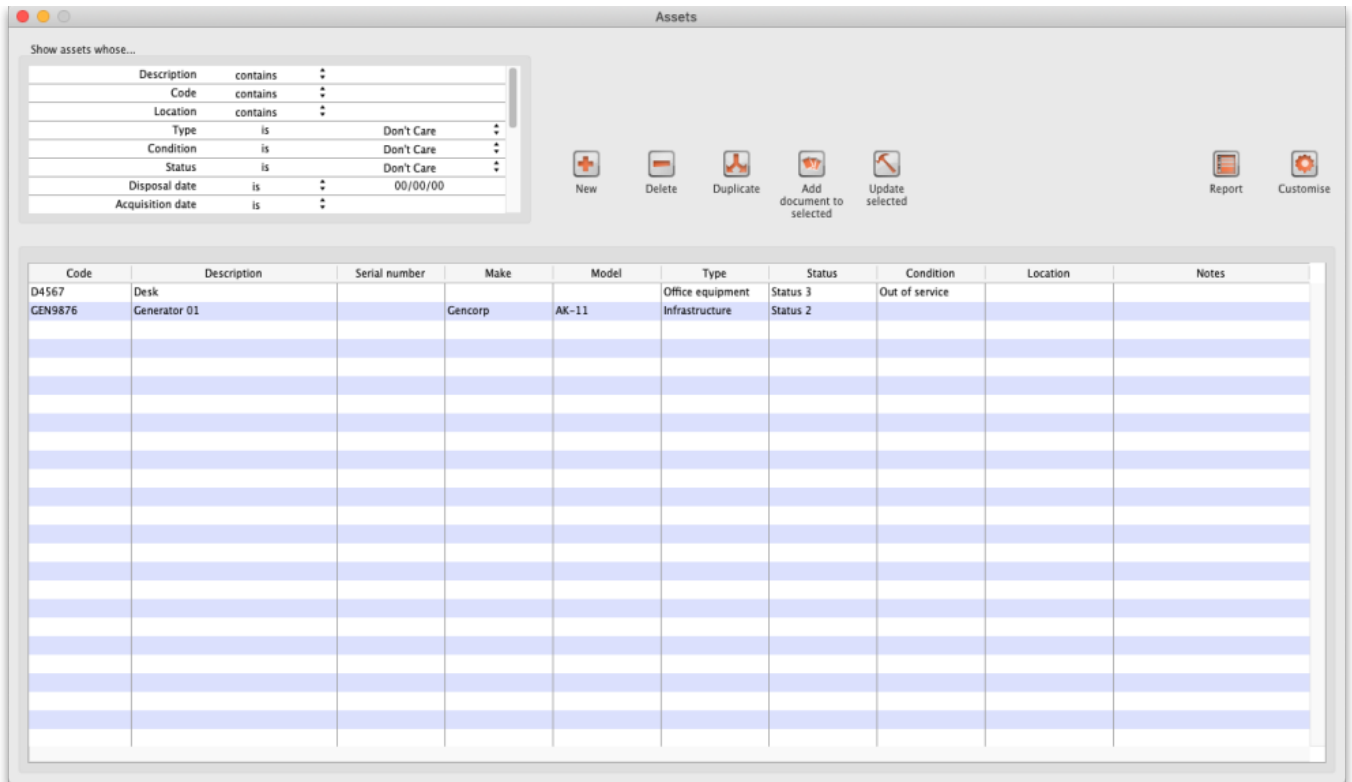 Assets
Show assets whose...
Description contains
Code contains
Location contains
Type is Don't Care
Condition is Don't Care
Status is Don't Care
Disposal date is 00/00/00
Acquisition date is
New Delete Duplicate Add document to selected Update selected Report Customise
Code Description Serial number Make Model Type Status Condition Location Notes
D4567 Desk Office equipment Status 3 Out of service
GEN9876 Generator 01 Gencorp AK-11 Infrastructure Status 2